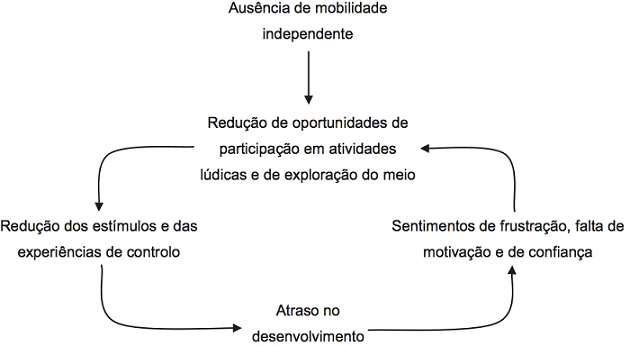 Ausência de mobilidade
independente
Redução de oportunidades de
participação em atividades
lúdicas e de exploração do meio
Redução dos estímulos e das
experiências de controlo
Sentimentos de frustração, falta de
motivação e de confiança
Atraso no
desenvolvimento